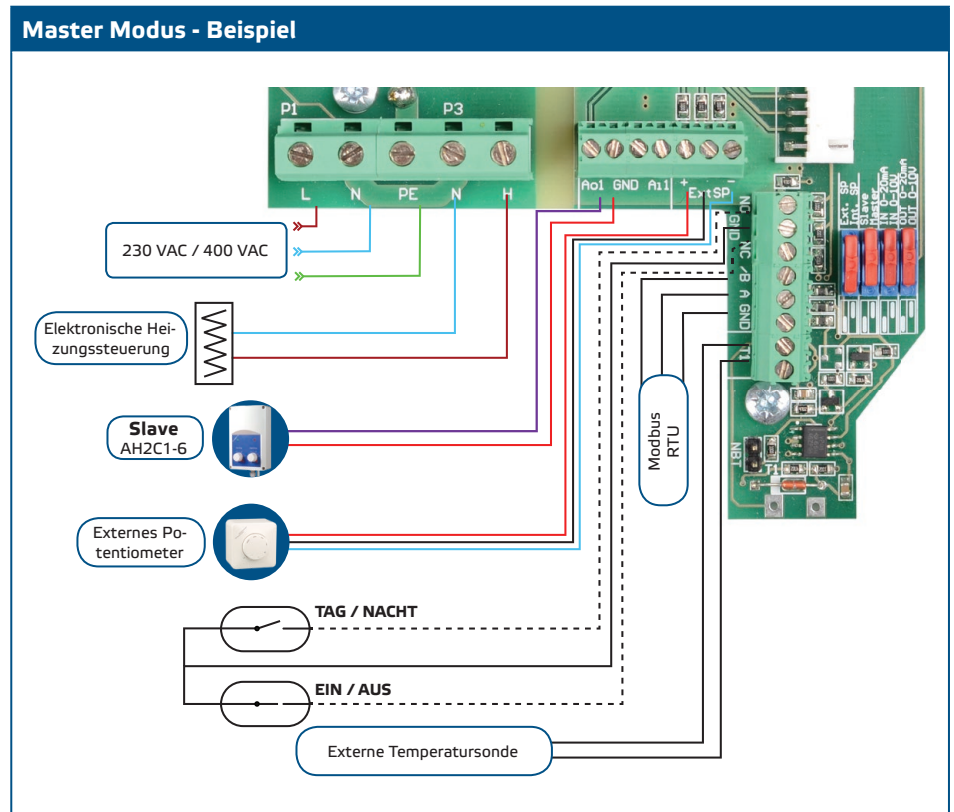 Master Modus - Beispiel
P1
P3
L
N
PE
N
H
Ao1 GND Ai1 + ExtSP -
NO
GND
NC
/B
A
GND
T1
Ext. SP
Int. SP
Slave
Master
IN 0-20mA
IN 0-10V
OUT 0-20mA
OUT 0-10V
NBT
230 VAC / 400 VAC
Elektronische Hei-
zungssteuerung
Slave
AH2C1-6
Externes Po-
tentiometer
Modbus
RTU
TAG / NACHT
EIN / AUS
Externe Temperatursonde